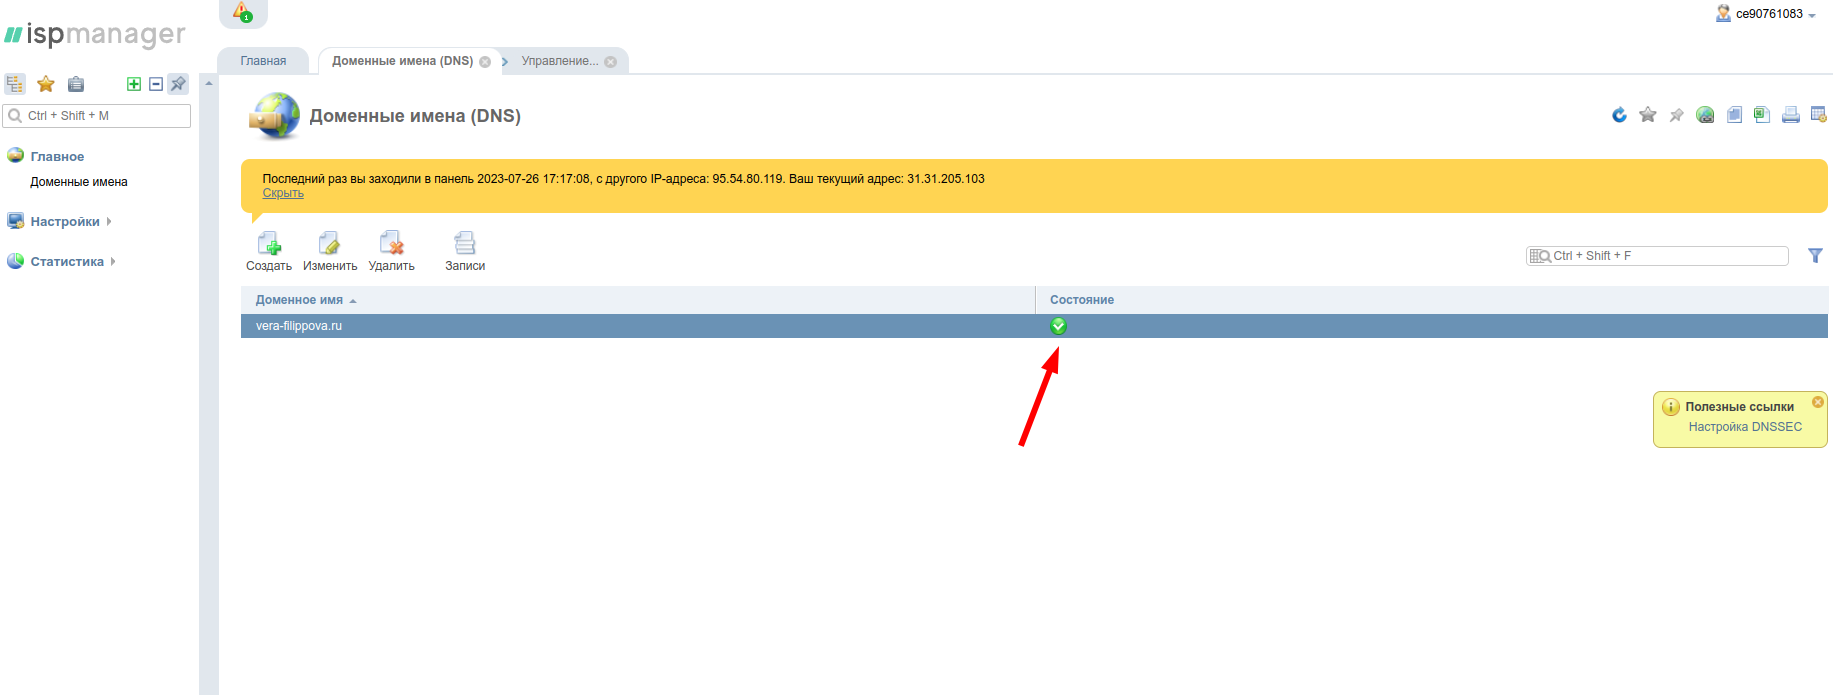 1
ce90761083
ispmanager
Главная
Доменные имена (DNS)
Управление...
Ctrl + Shift + M
Доменные имена (DNS)
Главное
Доменные имена
Настройки
Статистика
Последний раз вы заходили в панель 2023-07-26 17:17:08, с другого IP-адреса: 95.54.80.119. Ваш текущий адрес: 31.31.205.103
Скрыть
Создать
Изменить
Удалить
Записи
Ctrl + Shift + F
Доменное имя
Состояние
vera-filippova.ru
Полезные ссылки
Настройка DNSSEC